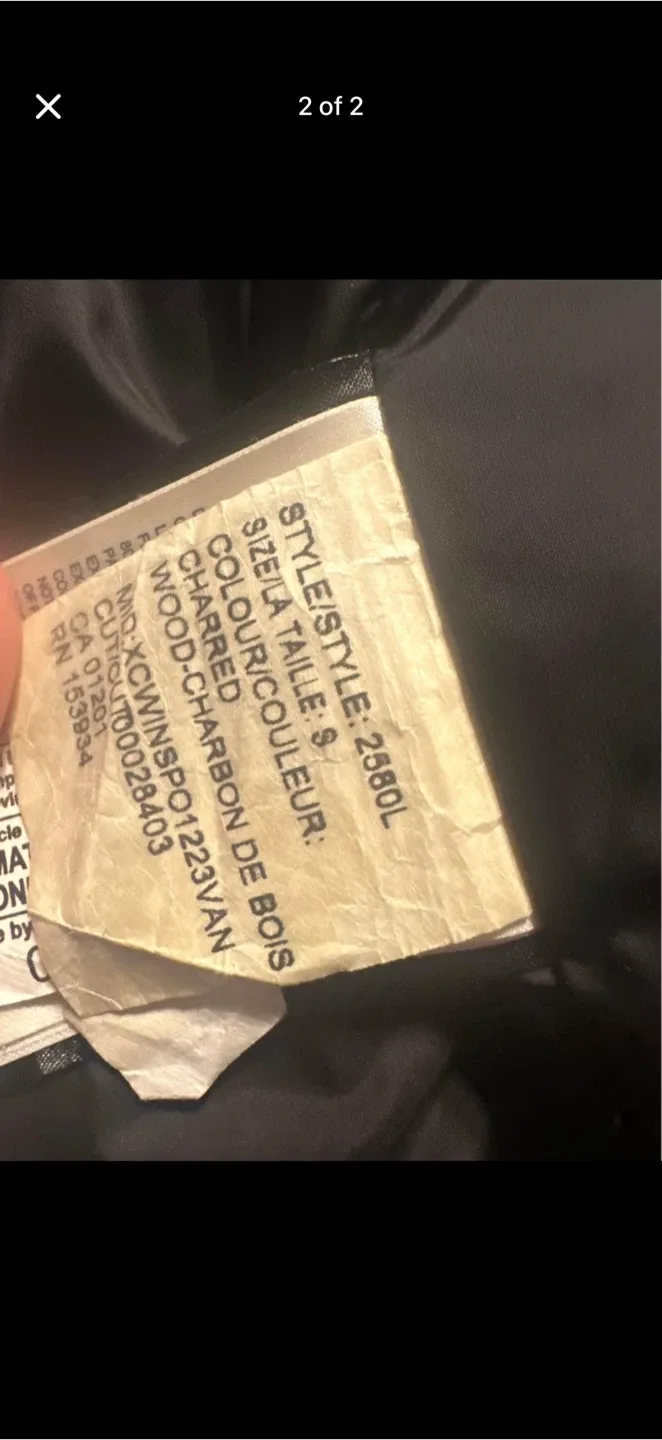 2 of 2
STYLE/STYLE: 2580L
SIZE/LA TAILLE: S
COLOUR/COULEUR:
CHARRED
WOOD-CHARBON DE BOIS
MID:XCWINSPO1223VAN
CUT/CUT00028403
CA 01201
RN 153934